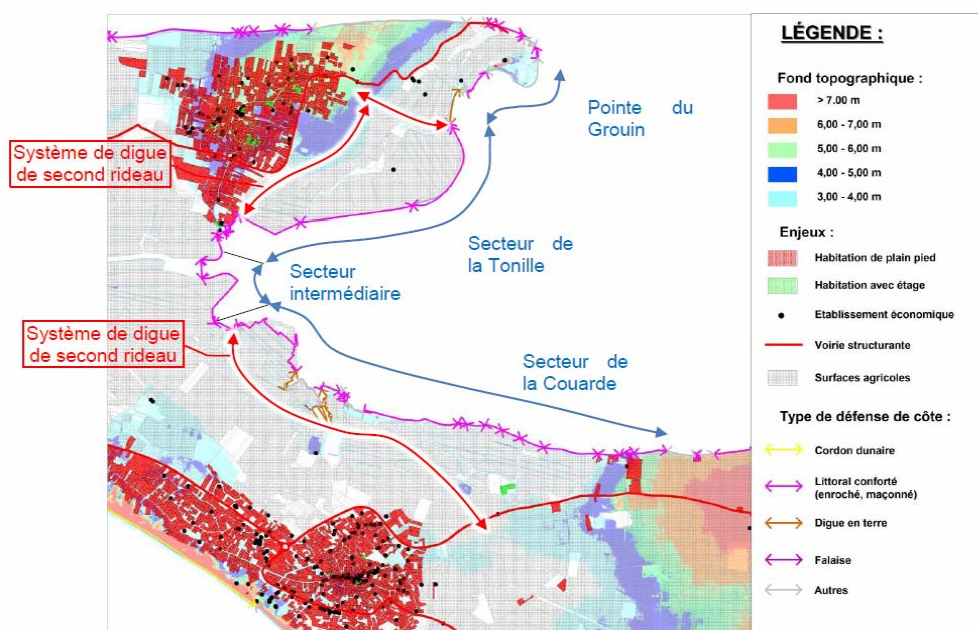 Système de digue
de second rideau
Pointe du
Grouin
Secteur de
la Tonille
Secteur
intermédiaire
Système de digue
de second rideau
Secteur de
la Couarde
LÉGENDE :
Fond topographique :
> 7.00 m
6,00 - 7,00 m
5,00 - 6,00 m
4,00 - 5,00 m
3,00 - 4,00 m
Enjeux :
Habitation de plain pied
Habitation avec étage
Etablissement économique
Voirie structurante
Surfaces agricoles
Type de défense de côte :
Cordon dunaire
Littoral conforté
(enroché, maçonné)
Digue en terre
Falaise
Autres